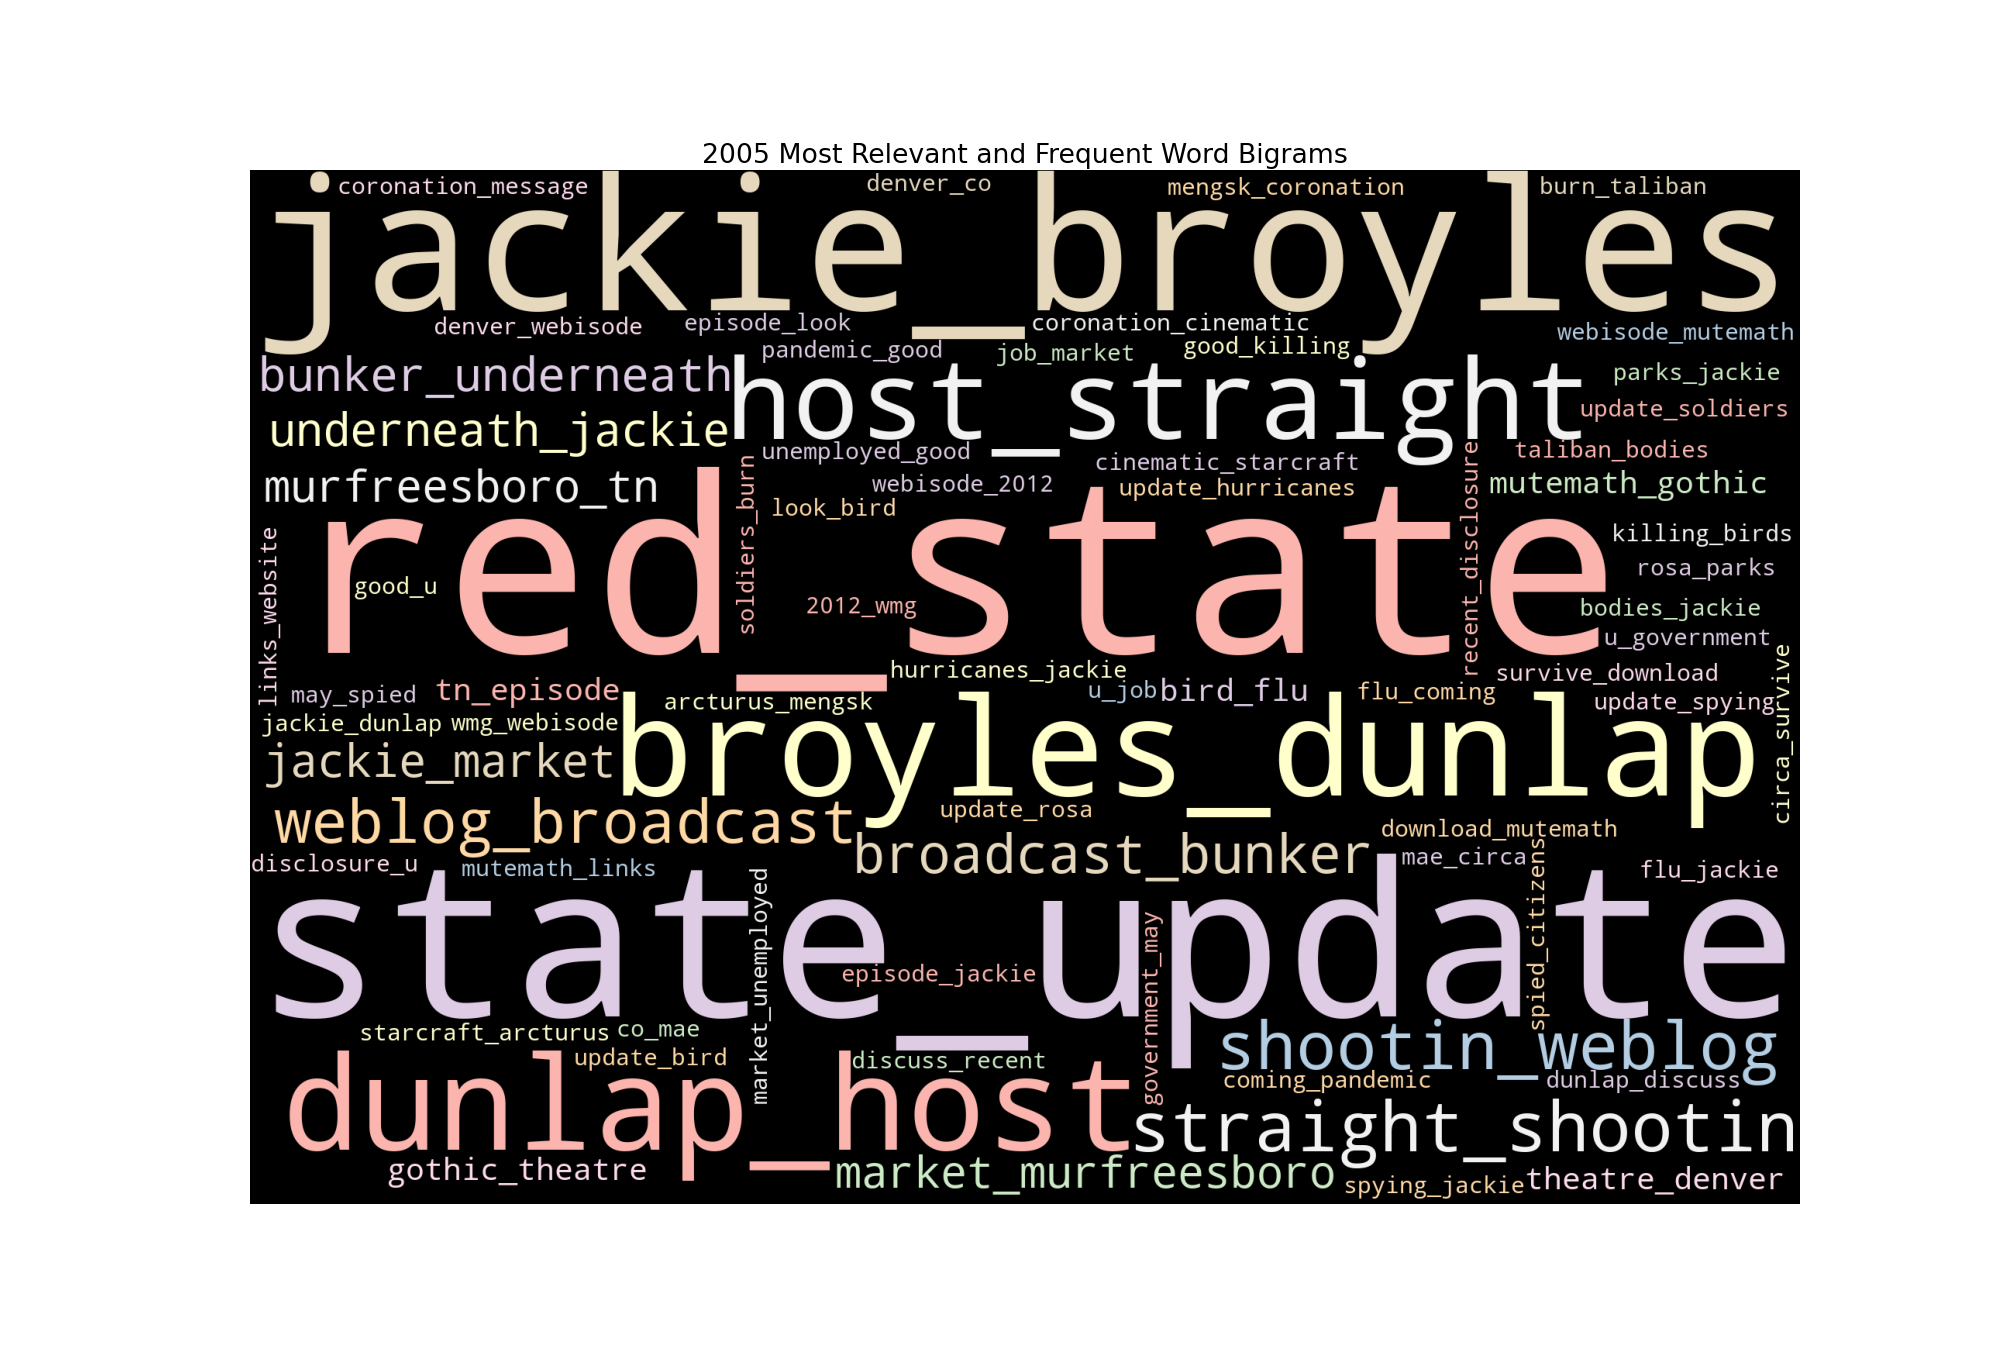 2005 Most Relevant and Frequent Word Bigrams
coronation_message
denver_co
mengsk_coronation
burn_taliban
jackie_broyles
denver_webisode
episode_look
coronation_cinematic
webisode_mutemath
pandemic_good
job_market
good_killing
bunker_underneath
host_straight
parks_jackie
update_soldiers
underneath_jackie
unemployed_good
cinematic_starcraft
taliban_bodies
murfreesboro_tn
webisode_2012
update_hurricanes
mutemath_gothic
look_bird
soldiers_burn
recent_disclosure
red_state
killing_birds
rosa_parks
links_website
good_u
2012_wmg
bodies_jackie
u_government
hurricanes_jackie
survive_download
may_spied
tn_episode
arcturus_mengsk
u_job
bird_flu
flu_coming
update_spying
circa_survive
jackie_dunlap
wmg_webisode
broyles_dunlap
jackie_market
weblog_broadcast
update_rosa
download_mutemath
broadcast_bunker
mae_circa
disclosure_u
mutemath_links
flu_jackie
state_update
market_unemployed
government_may
spied_citizens
episode_jackie
starcraft_arcturus
co_mae
shootin_weblog
update_bird
discuss_recent
dunlap_host
coming_pandemic
dunlap_discuss
straight_shootin
gothic_theatre
market_murfreesboro
spying_jackie
theatre_denver